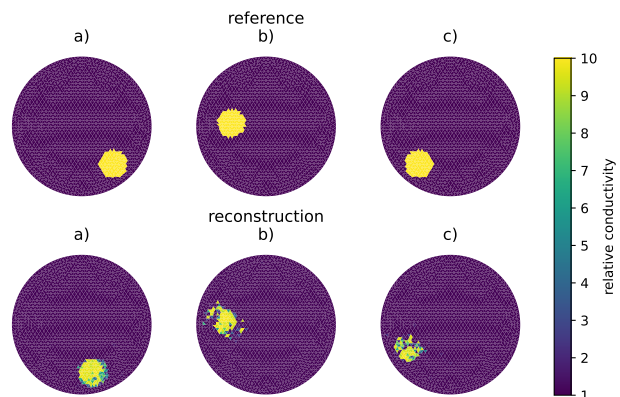 reference
a) b) c)
reconstruction
a) b) c)
10
9
8
7
6
5
4
3
2
1
relative conductivity